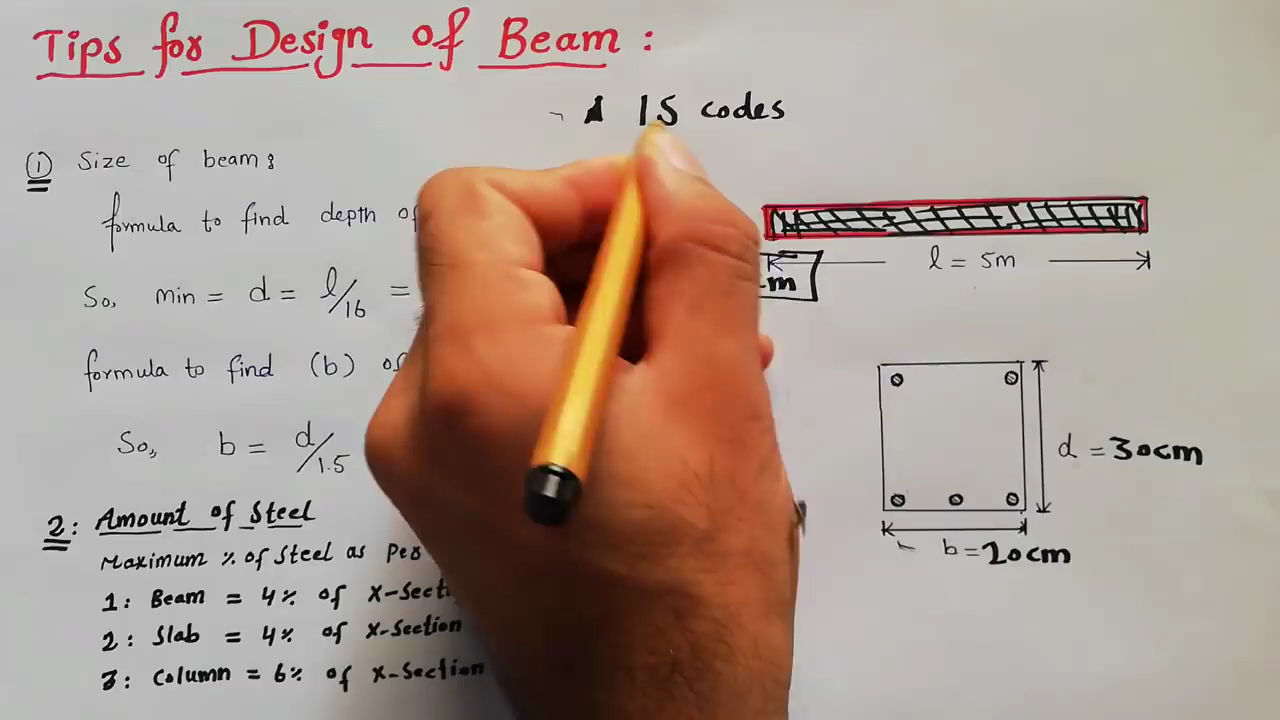 Tips for Design of Beam :
IS codes
① Size of beam :
formula to find depth of
l = 5m
So, min = d = l/16 =
formula to find (b) of
So, b = d/1.5
d = 30cm
b = 20cm
2: Amount of Steel
Maximum % of Steel as Per
1: Beam = 4% of X-Secti
2: Slab = 4% of X-Section
3: Column = 6% of X-Section